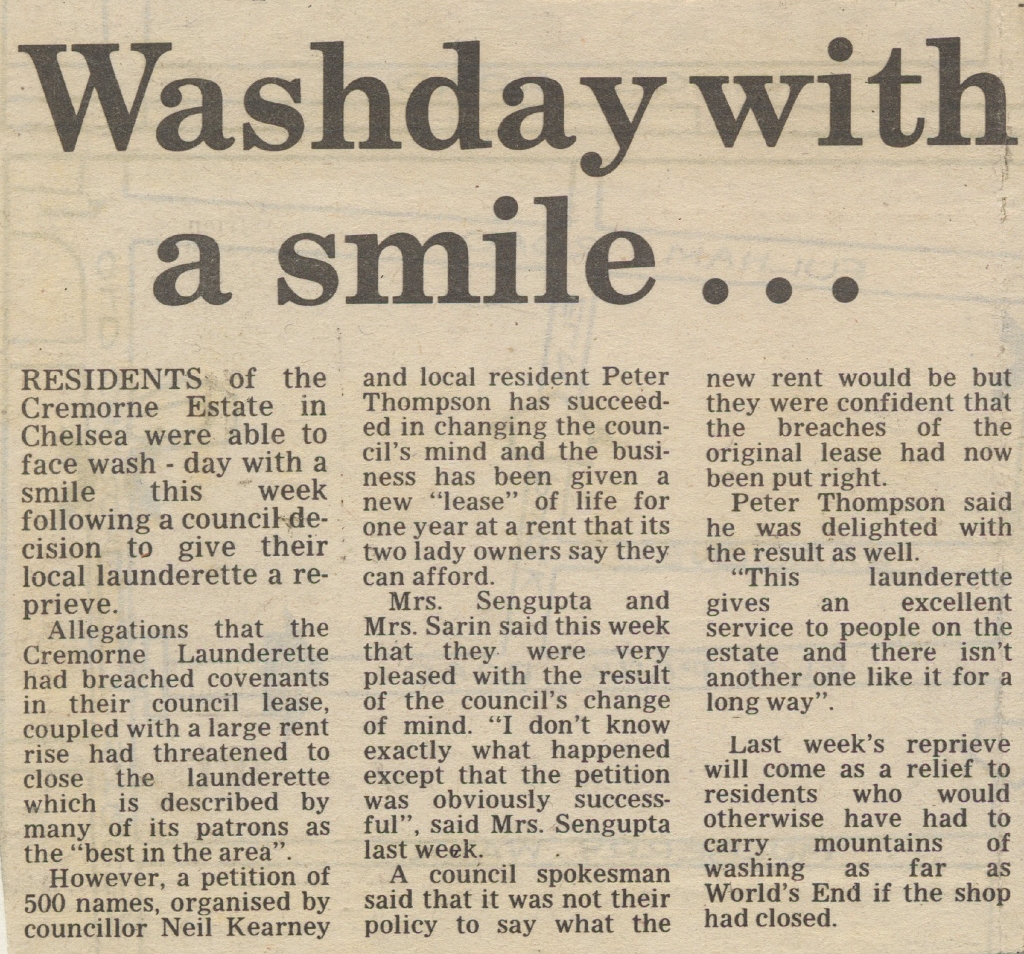 Washday with
a smile . . .
RESIDENTS of the
Cremorne Estate in
Chelsea were able to
face wash - day with a
smile this week
following a council de-
cision to give their
local launderette a re-
prieve.
Allegations that the
Cremorne Launderette
had breached covenants
in their council lease,
coupled with a large rent
rise had threatened to
close the launderette
which is described by
many of its patrons as
the "best in the area".
However, a petition of
500 names, organised by
councillor Neil Kearney
and local resident Peter
Thompson has succeed-
ed in changing the coun-
cil's mind and the busi-
ness has been given a
new "lease" of life for
one year at a rent that its
two lady owners say they
can afford.
Mrs. Sengupta and
Mrs. Sarin said this week
that they were very
pleased with the result
of the council's change
of mind. "I don't know
exactly what happened
except that the petition
was obviously success-
ful", said Mrs. Sengupta
last week.
A council spokesman
said that it was not their
policy to say what the
new rent would be but
they were confident that
the breaches of the
original lease had now
been put right.
Peter Thompson said
he was delighted with
the result as well.
"This launderette
gives an excellent
service to people on the
estate and there isn't
another one like it for a
long way".
Last week's reprieve
will come as a relief to
residents who would
otherwise have had to
carry mountains of
washing as far as
World's End if the shop
had closed.